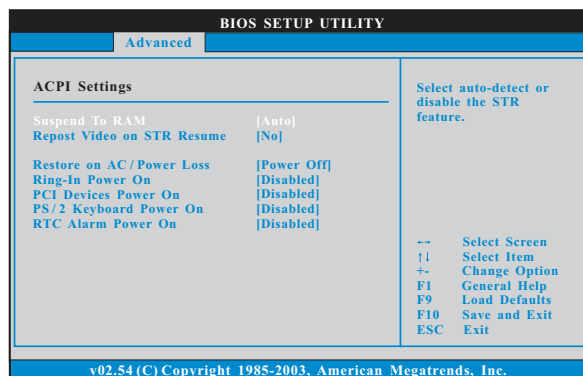 BIOS SETUP UTILITY
Advanced
ACPI Settings
Suspend To RAM [Auto]
Repost Video on STR Resume [No]
Restore on AC / Power Loss [Power Off]
Ring-In Power On [Disabled]
PCI Devices Power On [Disabled]
PS/2 Keyboard Power On [Disabled]
RTC Alarm Power On [Disabled]
Select auto-detect or
disable the STR
feature.
←→ Select Screen
↑↓ Select Item
+- Change Option
F1 General Help
F9 Load Defaults
F10 Save and Exit
ESC Exit
v02.54 (C) Copyright 1985-2003, American Megatrends, Inc.